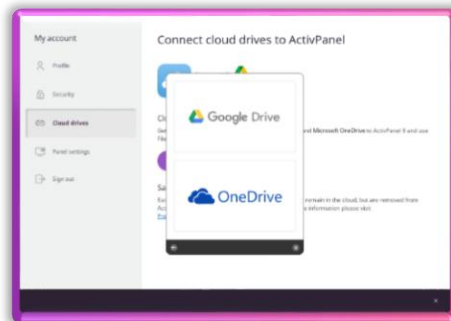 My account
Connect cloud drives to ActivPanel
Profile
Security
Cloud drives
Panel settings
Sign out
Google Drive
OneDrive
and Microsoft OneDrive to ActivPanel 9 and use
remain in the cloud, but are removed from
information please visit: